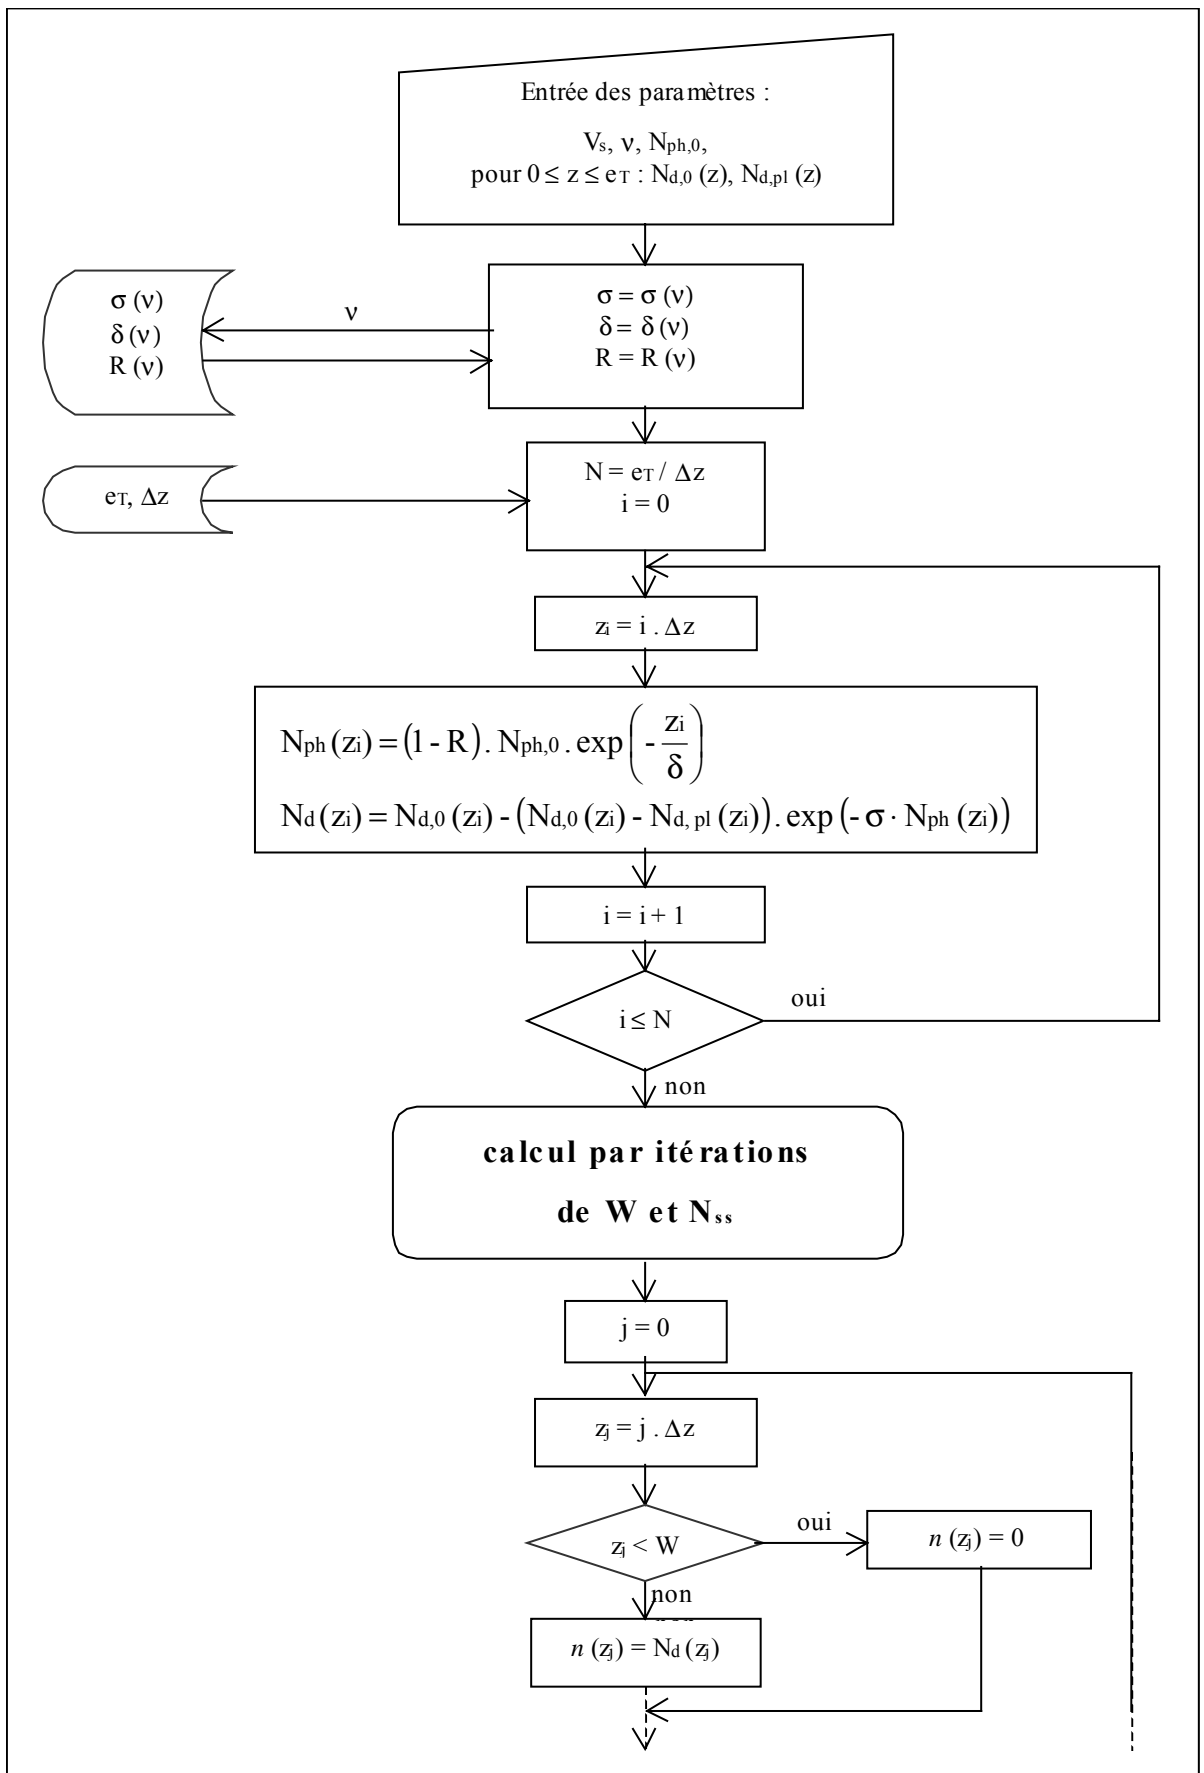 Entrée des paramètres :
Vs, ν, Nph,0,
pour 0 ≤ z ≤ eT : Nd,0 (z), Nd,pl (z)
σ (ν)
δ (ν)
R (ν)
ν
σ = σ (ν)
δ = δ (ν)
R = R (ν)
eT, Δz
N = eT / Δz
i = 0
zi = i . Δz
Nph (zi) = (1 - R) . Nph,0 . exp ( - zi / δ )
Nd (zi) = Nd,0 (zi) - (Nd,0 (zi) - Nd, pl (zi)) . exp (- σ · Nph (zi))
i = i + 1
i ≤ N
oui
non
calcul par itérations
de W et Nss
j = 0
zj = j . Δz
zj < W
oui
n (zj) = 0
non
n (zj) = Nd (zj)